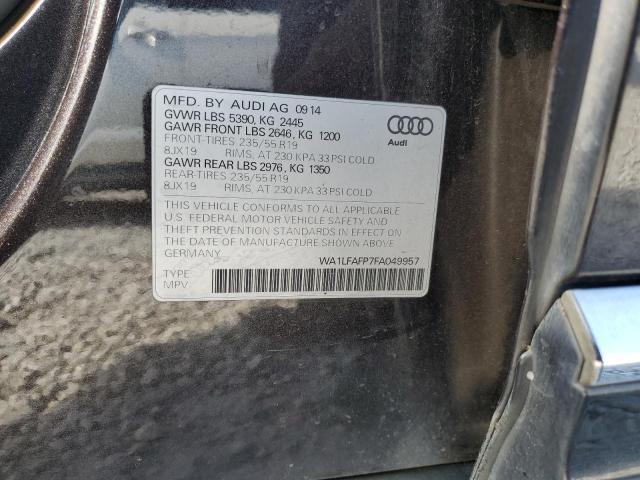 MFD. BY AUDI AG 09 14
GVWR LBS 5390, KG 2445
GAWR FRONT LBS 2646, KG 1200
FRONT-TIRES 235/55 R19
8JX19 RIMS, AT 230 KPA 33 PSI COLD
GAWR REAR LBS 2976, KG 1350
REAR-TIRES 235/55 R19
8JX19 RIMS, AT 230 KPA 33 PSI COLD
Audi
THIS VEHICLE CONFORMS TO ALL APPLICABLE
U.S. FEDERAL MOTOR VEHICLE SAFETY AND
THEFT PREVENTION STANDARDS IN EFFECT ON
THE DATE OF MANUFACTURE SHOWN ABOVE.
GERMANY
WA1LFAFP7FA049957
TYPE
MPV